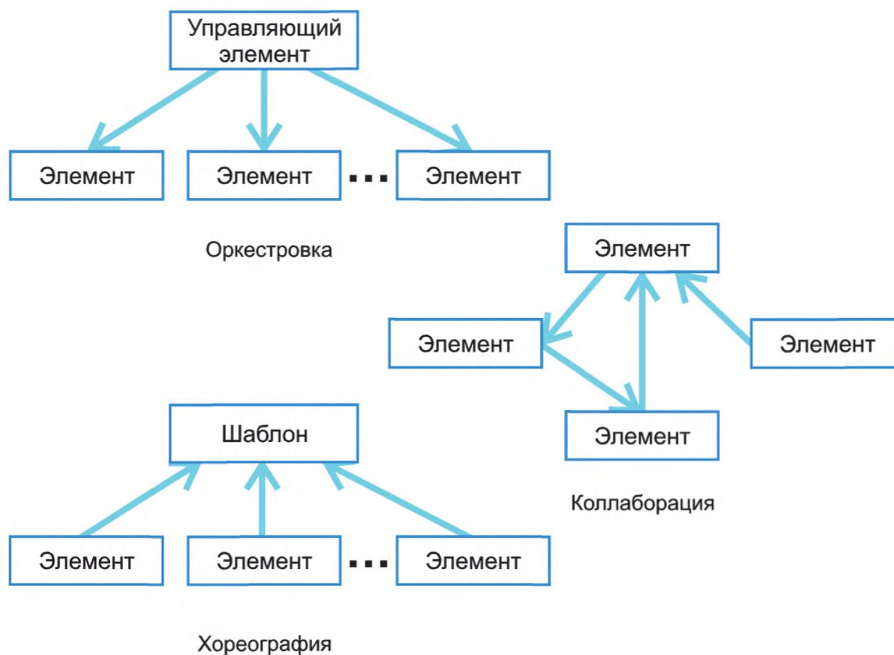 Управляющий
элемент
Элемент
Элемент
...
Элемент
Оркестровка
Элемент
Элемент
Элемент
Элемент
Коллаборация
Шаблон
Элемент
Элемент
...
Элемент
Хореография